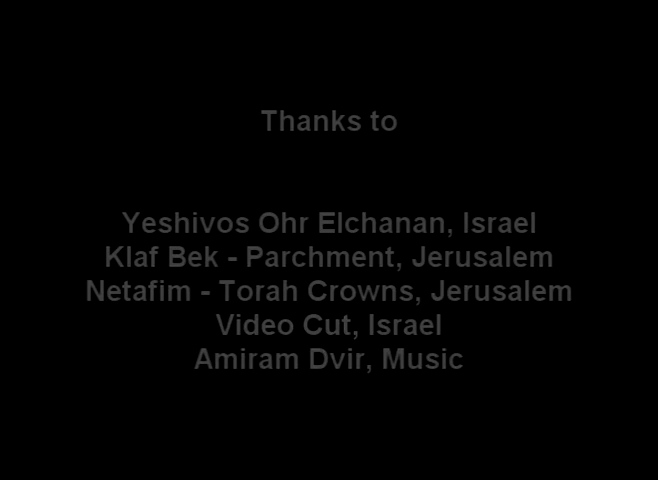 Thanks to
Yeshivos Ohr Elchanan, Israel
Klaf Bek - Parchment, Jerusalem
Netafim - Torah Crowns, Jerusalem
Video Cut, Israel
Amiram Dvir, Music